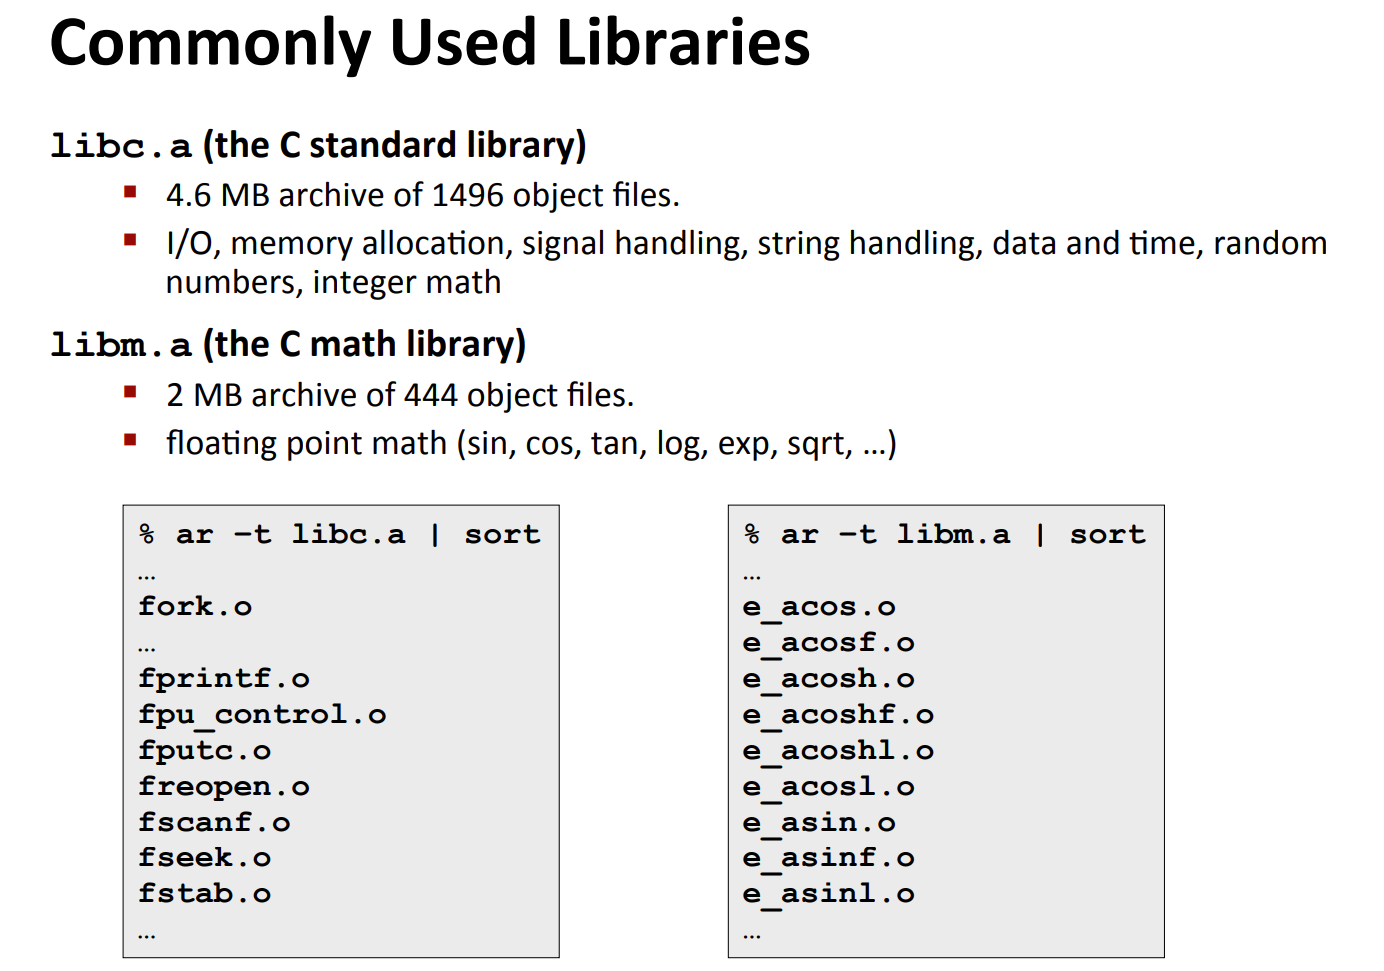 Commonly Used Libraries
libc.a (the C standard library)
▪ 4.6 MB archive of 1496 object files.
▪ I/O, memory allocation, signal handling, string handling, data and time, random
numbers, integer math
libm.a (the C math library)
▪ 2 MB archive of 444 object files.
▪ floating point math (sin, cos, tan, log, exp, sqrt, …)
% ar –t libc.a | sort
…
fork.o
…
fprintf.o
fpu_control.o
fputc.o
freopen.o
fscanf.o
fseek.o
fstab.o
…
% ar –t libm.a | sort
…
e_acos.o
e_acosf.o
e_acosh.o
e_acoshf.o
e_acoshl.o
e_acosl.o
e_asin.o
e_asinf.o
e_asinl.o
…